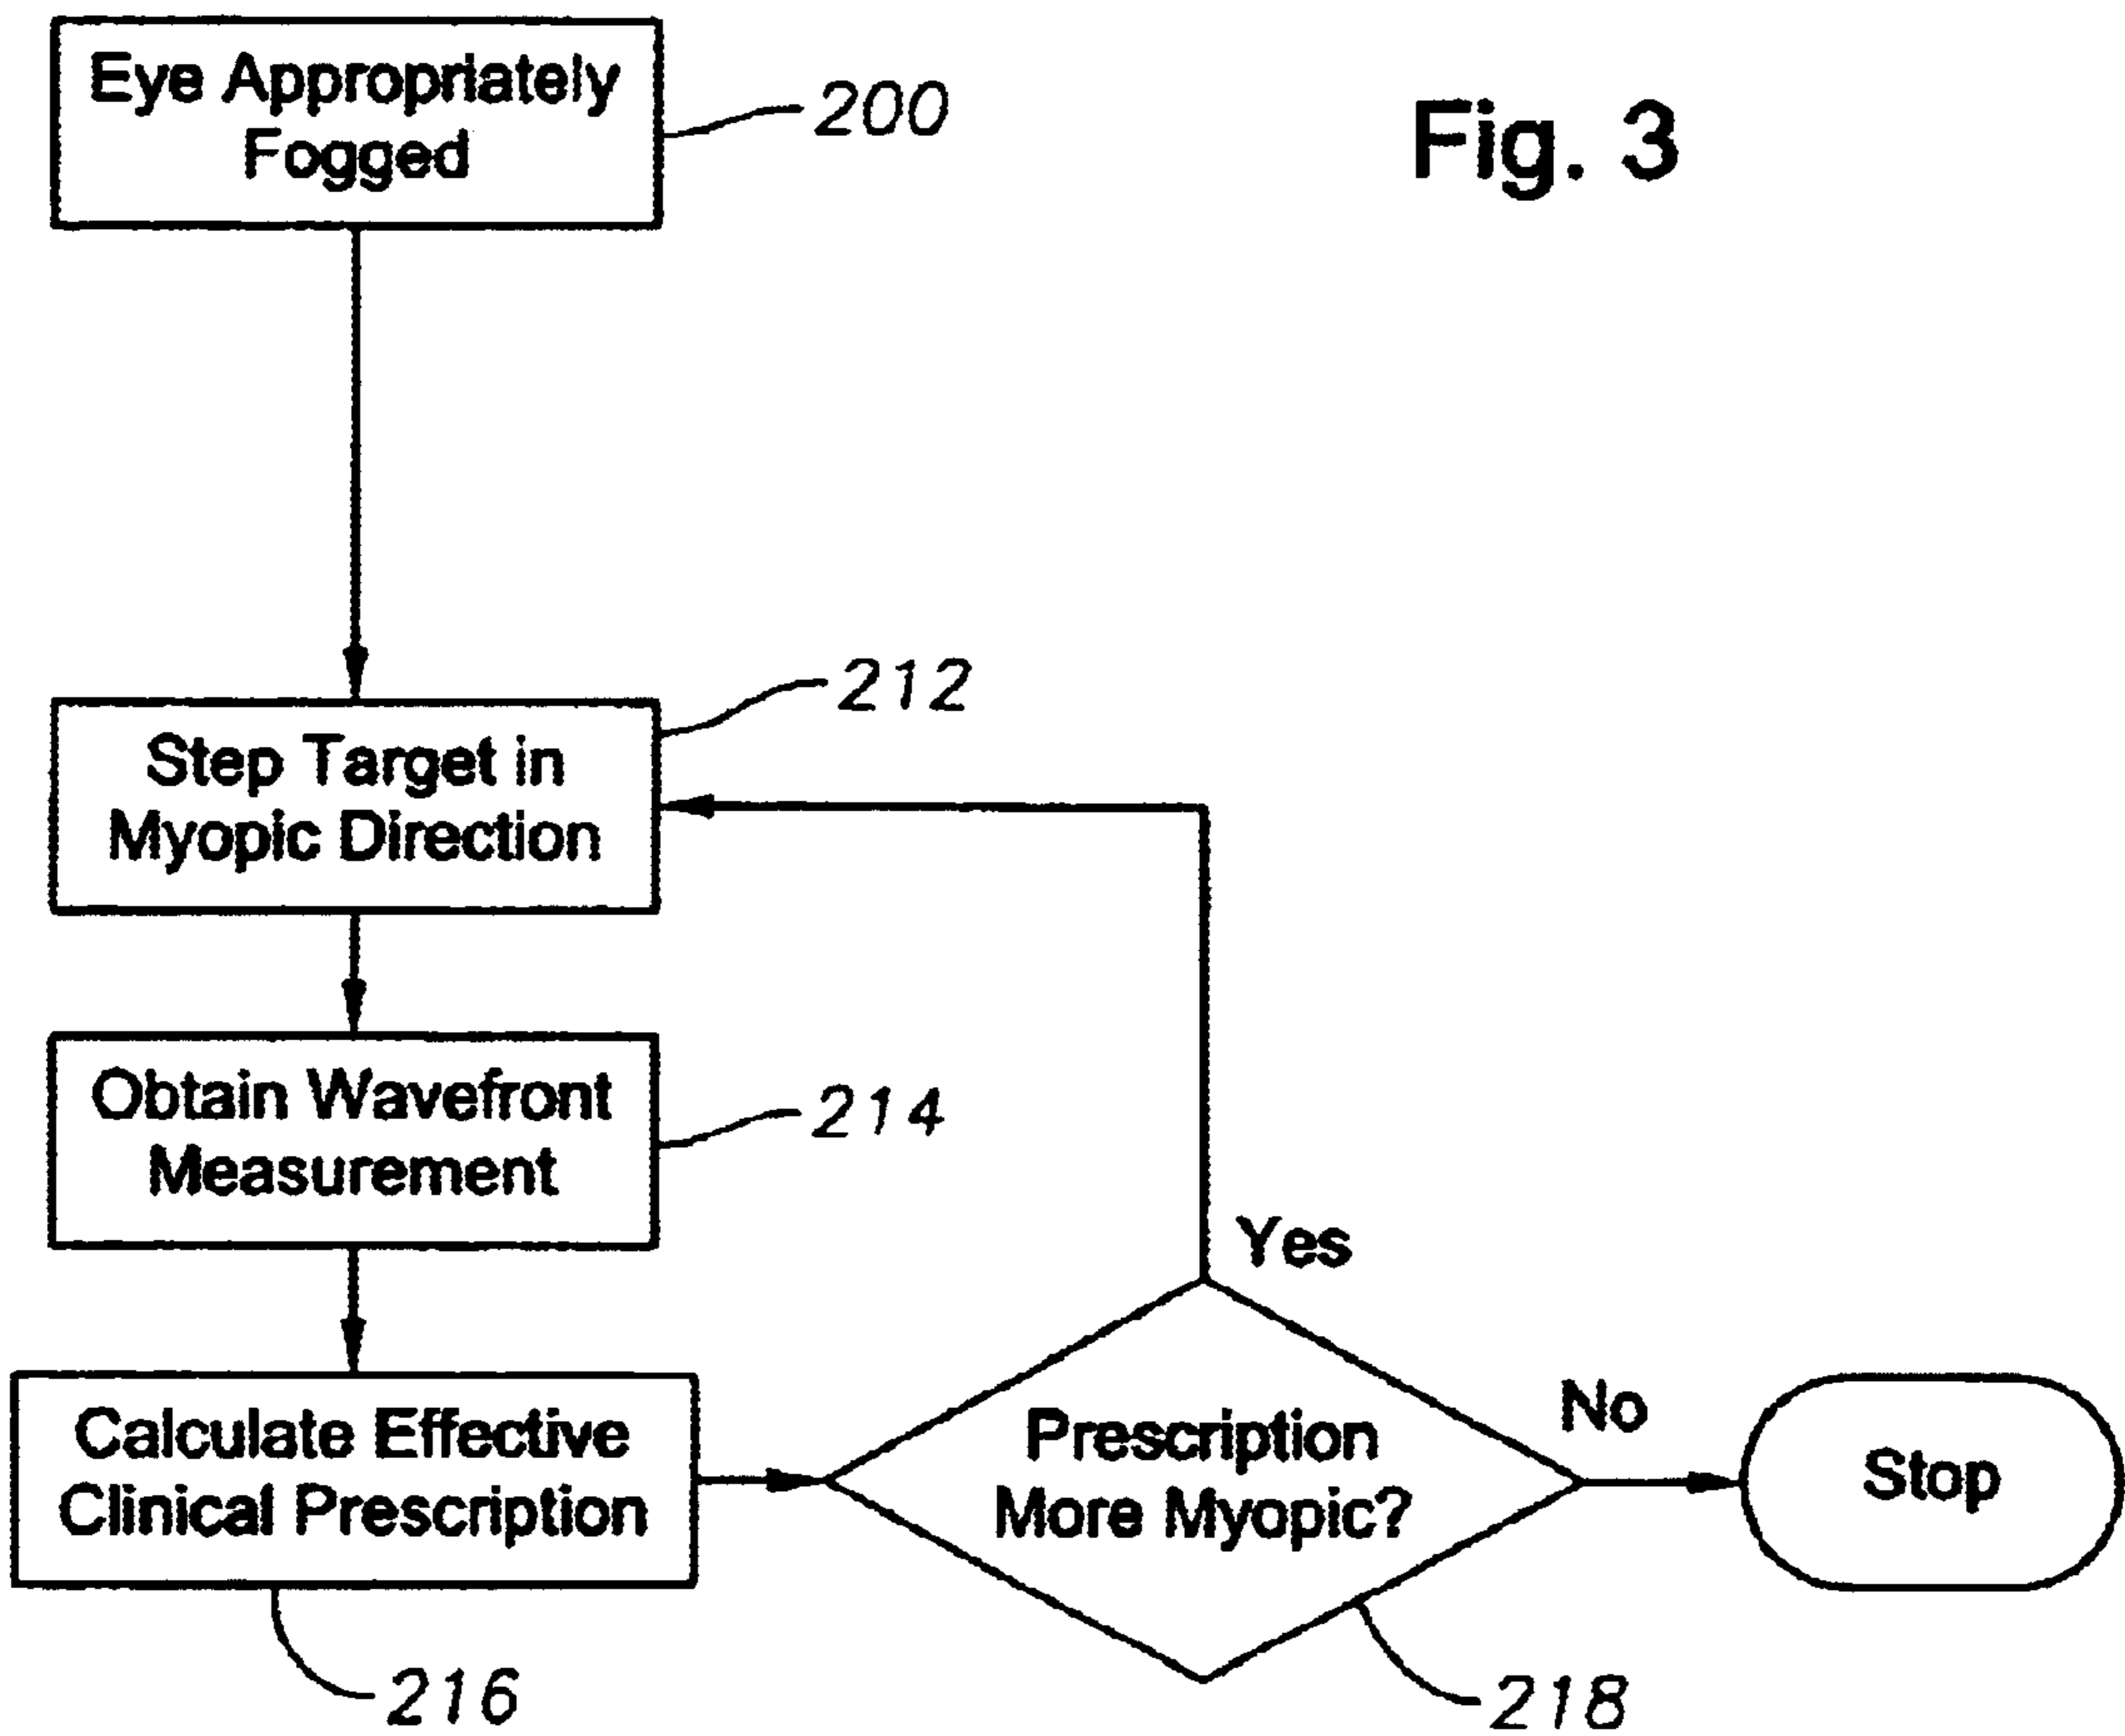 Eye Appropriately
Fogged
200
Fig. 3
212
Step Target in
Myopic Direction
Obtain Wavefront
Measurement
214
Yes
Calculate Effective
Clinical Prescription
Prescription
More Myopic?
No
Stop
216
218